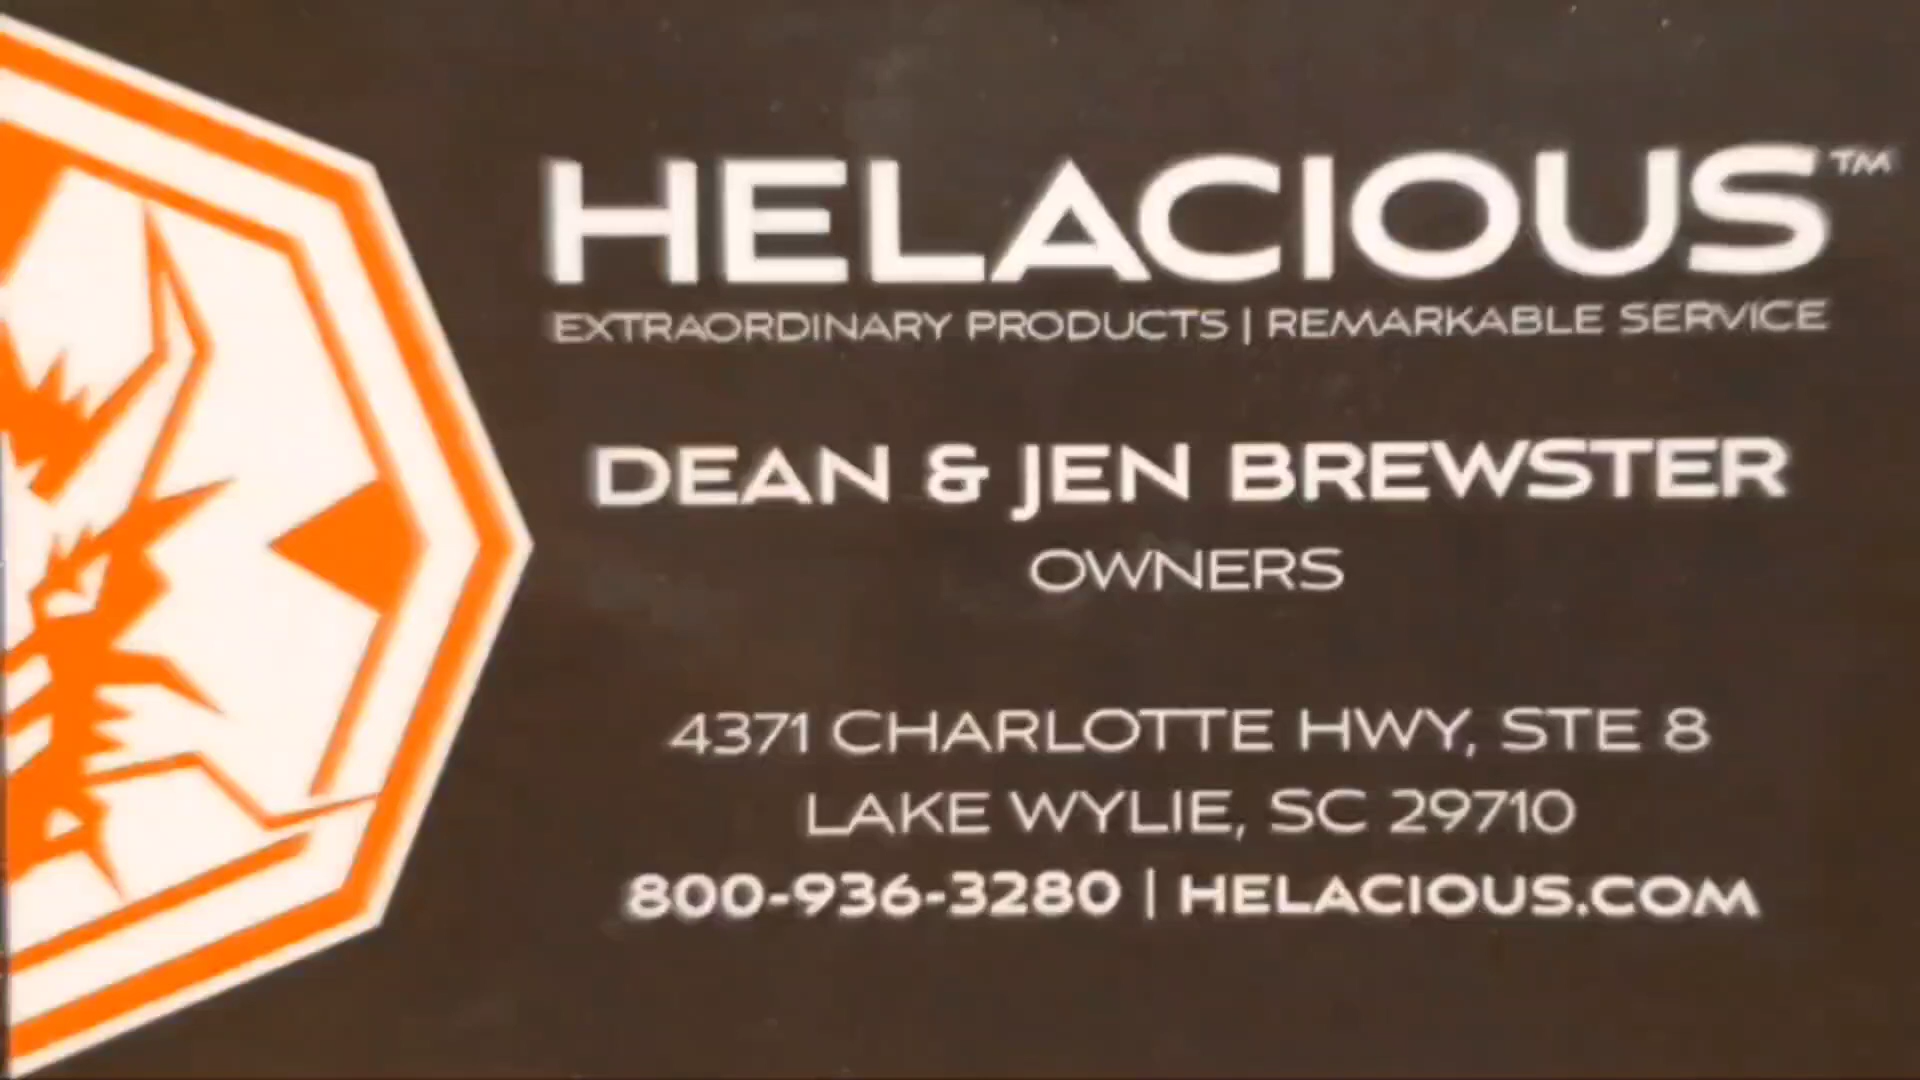 HELACIOUS™
EXTRAORDINARY PRODUCTS | REMARKABLE SERVICE
DEAN & JEN BREWSTER
OWNERS
4371 CHARLOTTE HWY, STE 8
LAKE WYLIE, SC 29710
800-936-3280 | HELACIOUS.COM